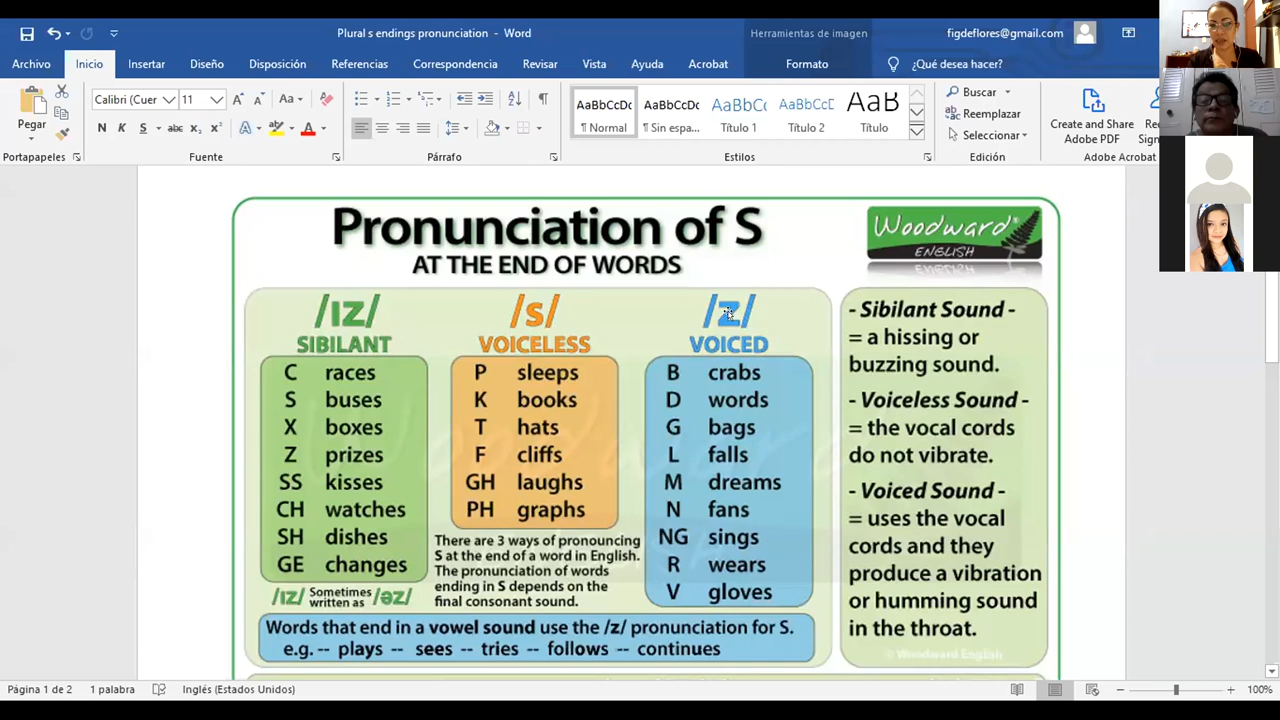 Plural s endings pronunciation - Word
Herramientas de imagen
figdeflores@gmail.com
Archivo Inicio Insertar Diseño Disposición Referencias Correspondencia Revisar Vista Ayuda Acrobat Formato ¿Qué desea hacer?
Pegar
Calibri (Cuer 11
Aa
N K S abc x₂ x² A A
AaBbCcDc AaBbCcDc AaBbCc AaBbCcD AaB
¶ Normal ¶ Sin espa... Título 1 Título 2 Título
Buscar
Reemplazar
Seleccionar
Create and Share
Adobe PDF
Portapapeles Fuente Párrafo Estilos Edición Adobe Acrobat
Pronunciation of S
AT THE END OF WORDS
Woodward®
ENGLISH
/ɪz/
SIBILANT
C races
S buses
X boxes
Z prizes
SS kisses
CH watches
SH dishes
GE changes
/ɪz/ Sometimes written as /əz/
/s/
VOICELESS
P sleeps
K books
T hats
F cliffs
GH laughs
PH graphs
There are 3 ways of pronouncing
S at the end of a word in English.
The pronunciation of words
ending in S depends on the
final consonant sound.
/z/
VOICED
B crabs
D words
G bags
L falls
M dreams
N fans
NG sings
R wears
V gloves
Words that end in a vowel sound use the /z/ pronunciation for S.
e.g. -- plays -- sees -- tries -- follows -- continues
- Sibilant Sound -
= a hissing or
buzzing sound.
- Voiceless Sound -
= the vocal cords
do not vibrate.
- Voiced Sound -
= uses the vocal
cords and they
produce a vibration
or humming sound
in the throat.
© Woodward English
Página 1 de 2 1 palabra Inglés (Estados Unidos) 100%